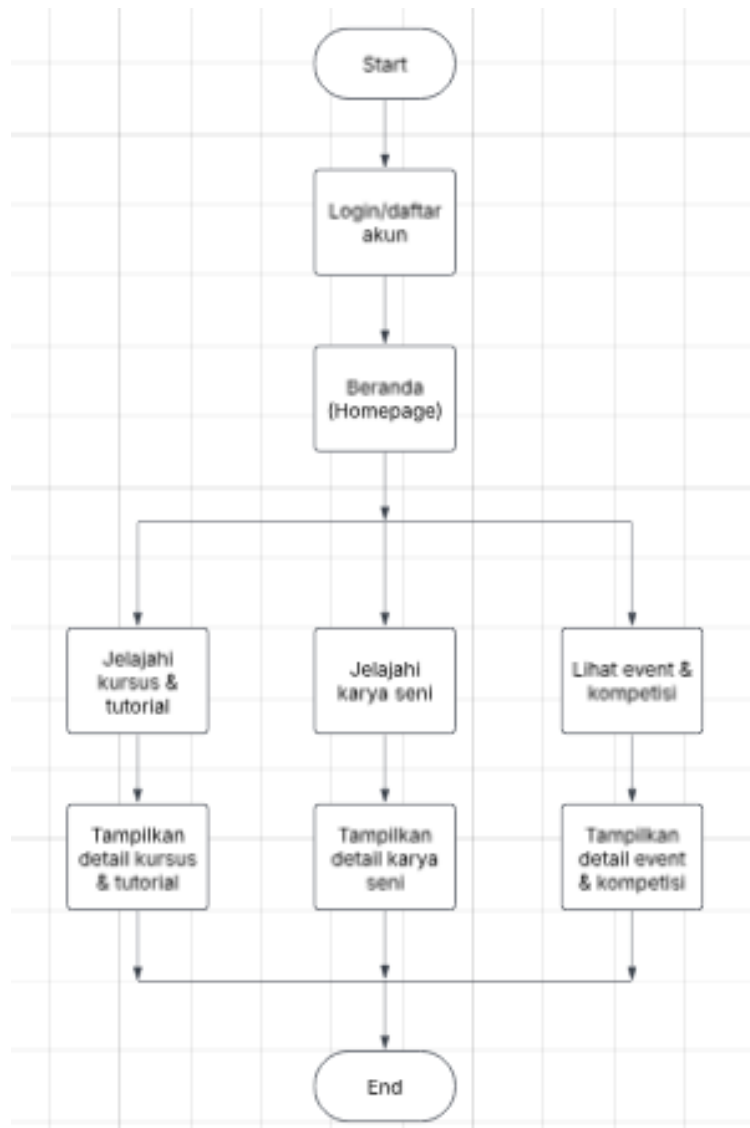 Start
Login/daftar
akun
Beranda
(Homepage)
Jelajahi
kursus &
tutorial
Jelajahi
karya seni
Lihat event &
kompetisi
Tampilkan
detail kursus
& tutorial
Tampilkan
detail karya
seni
Tampilkan
detail event
& kompetisi
End